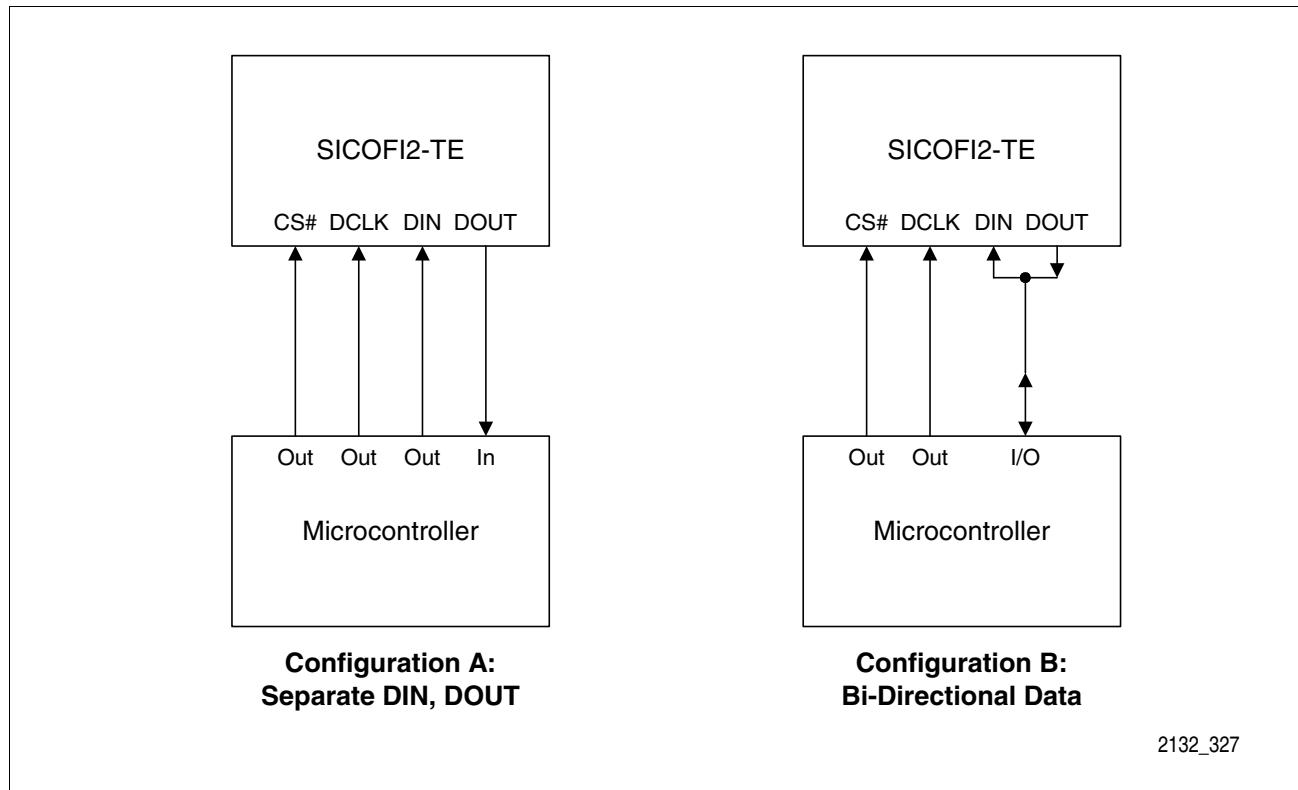 SICOFI2-TE
CS# DCLK DIN DOUT
Out Out Out In
Microcontroller
Configuration A:
Separate DIN, DOUT
SICOFI2-TE
CS# DCLK DIN DOUT
Out Out I/O
Microcontroller
Configuration B:
Bi-Directional Data
2132_327